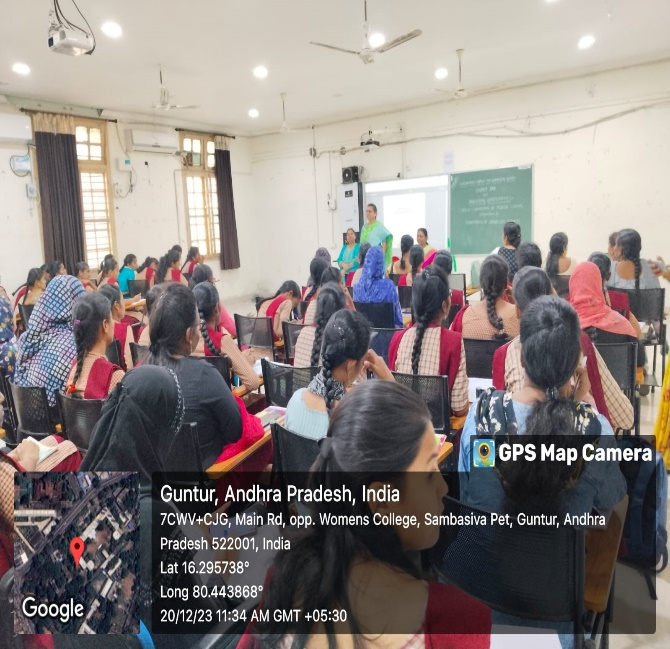 GPS Map Camera
Guntur, Andhra Pradesh, India
7CWV+CJG, Main Rd, opp. Womens College, Sambasiva Pet, Guntur, Andhra
Pradesh 522001, India
Lat 16.295738°
Long 80.443868°
20/12/23 11:34 AM GMT +05:30
Google